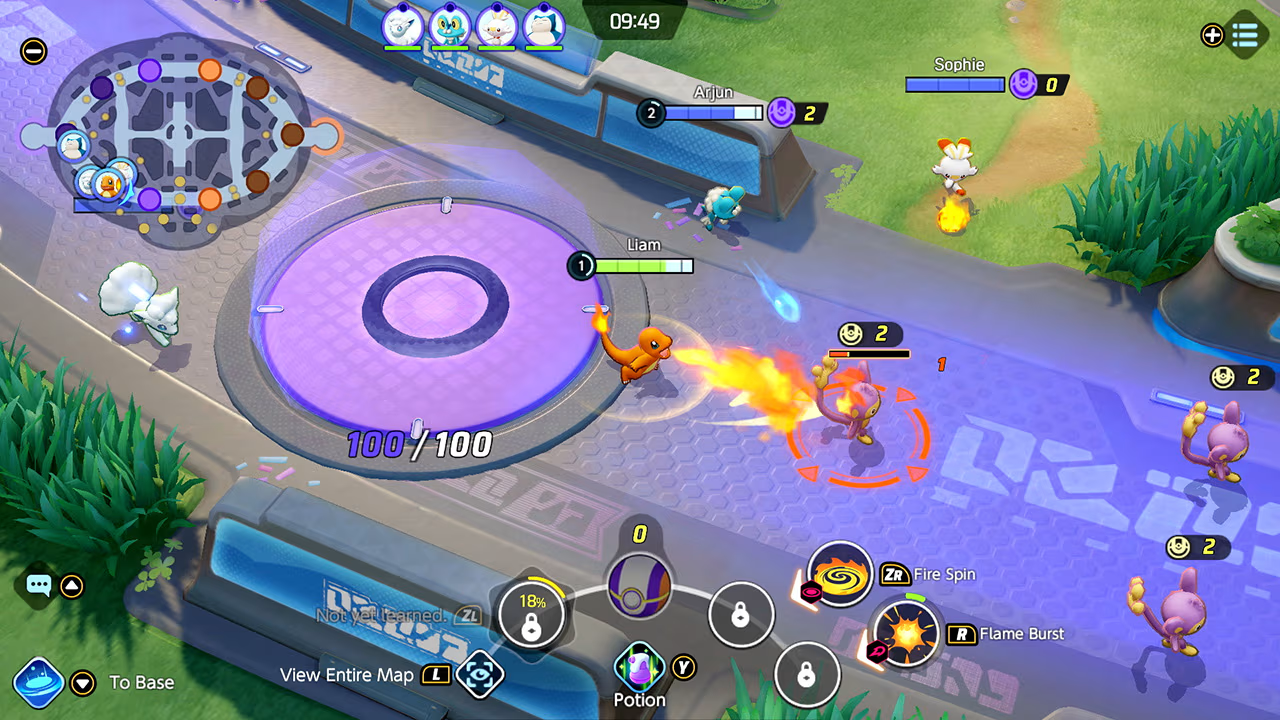 09:49
Sophie
0
Arjun
2
2
Liam
1
2
1
2
100/100
2
0
ZR Fire Spin
18%
Not yet learned. ZL
R Flame Burst
View Entire Map L
Y
To Base
Potion